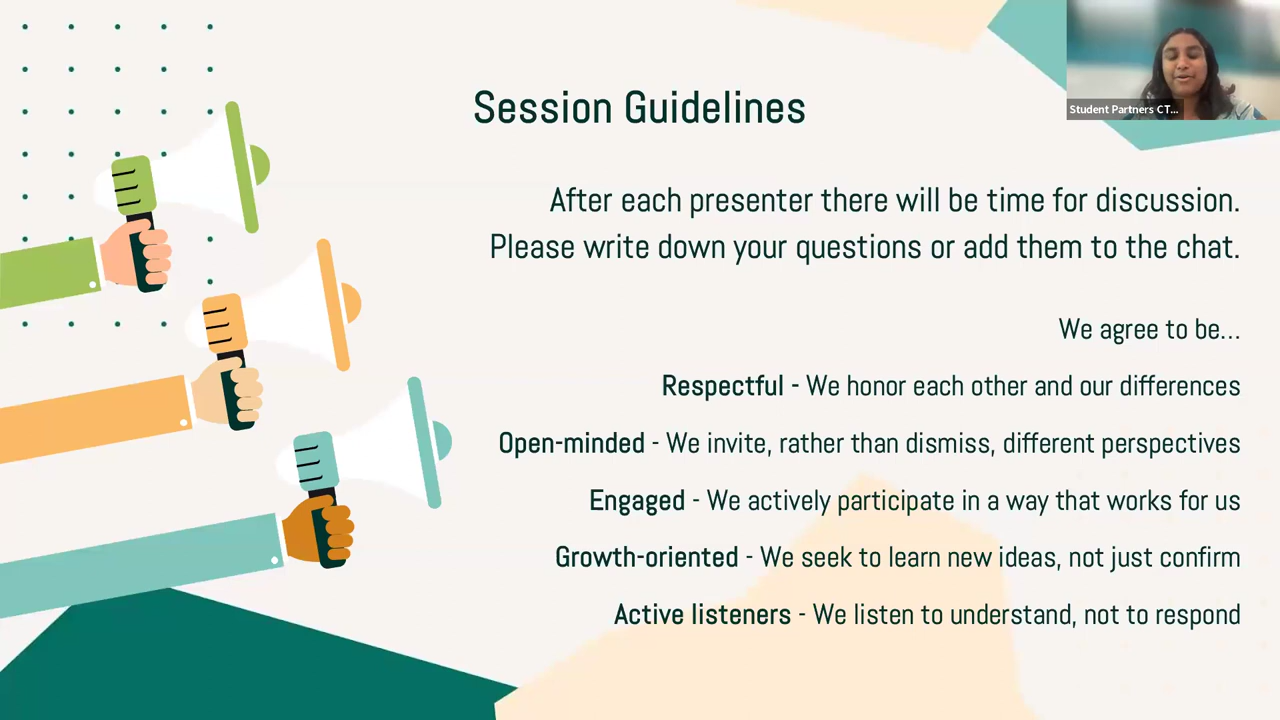 Student Partners CT...
Session Guidelines
After each presenter there will be time for discussion.
Please write down your questions or add them to the chat.
We agree to be...
Respectful - We honor each other and our differences
Open-minded - We invite, rather than dismiss, different perspectives
Engaged - We actively participate in a way that works for us
Growth-oriented - We seek to learn new ideas, not just confirm
Active listeners - We listen to understand, not to respond